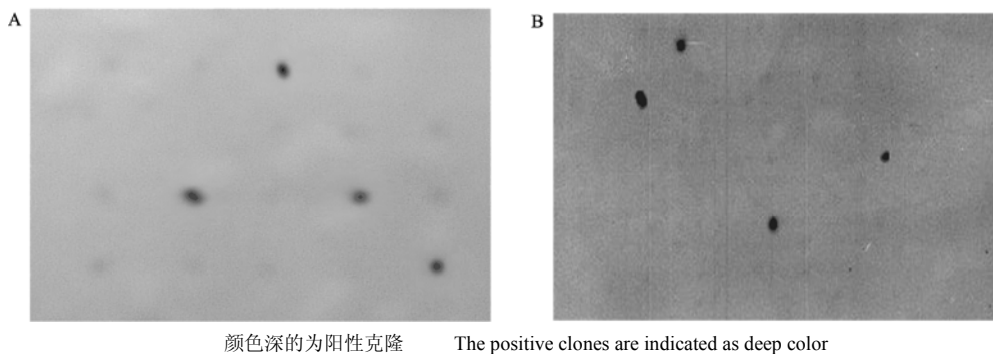 A
B
颜色深的为阳性克隆 The positive clones are indicated as deep color